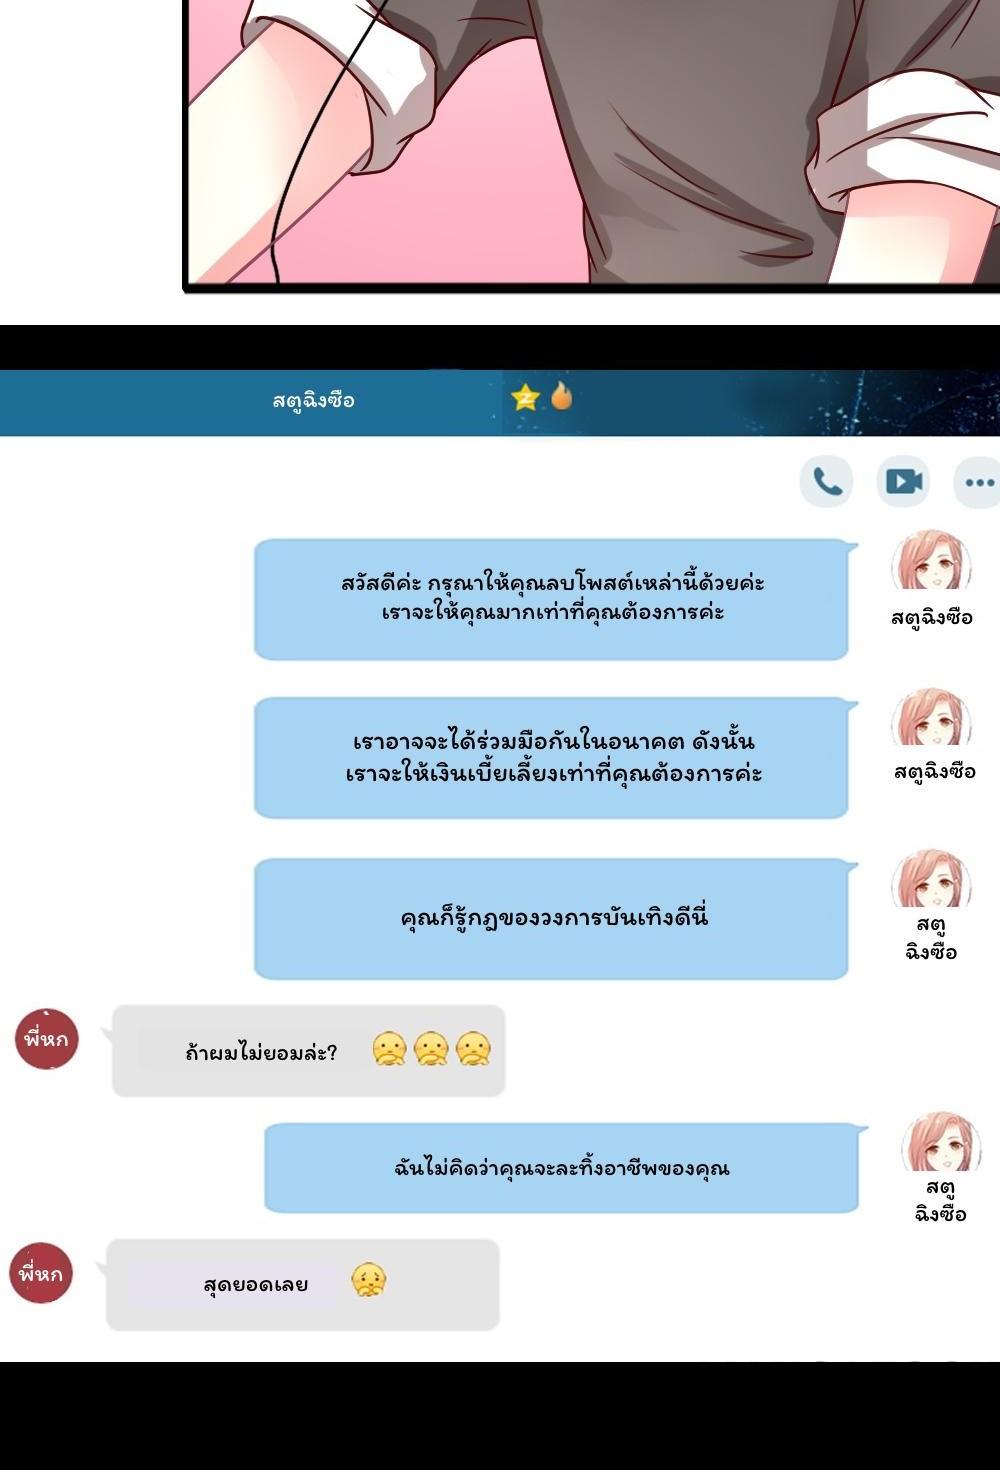 สตูฉิงซือ
สวัสดีค่ะ กรุณาให้คุณลบโพสต์เหล่านี้ด้วยค่ะ
เราจะให้คุณมากเท่าที่คุณต้องการค่ะ
สตูฉิงซือ
เราอาจจะได้ร่วมมือกันในอนาคต ดังนั้น
เราจะให้เงินเบี้ยเลี้ยงเท่าที่คุณต้องการค่ะ
สตูฉิงซือ
คุณก็รู้กฎของวงการบันเทิงดีนี่
สตู
ฉิงซือ
พี่หก
ถ้าผมไม่ยอมล่ะ?
ฉันไม่คิดว่าคุณจะละทิ้งอาชีพของคุณ
สตู
ฉิงซือ
พี่หก
สุดยอดเลย